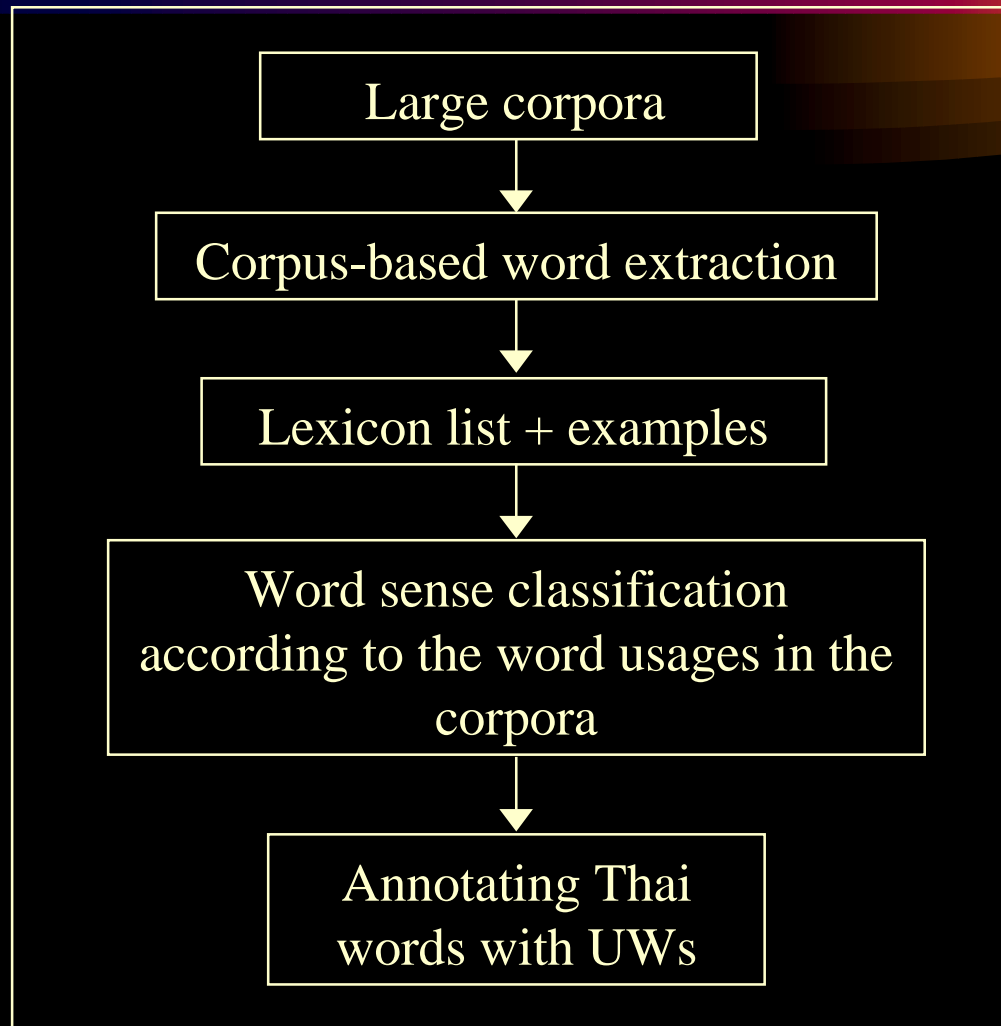 Large corpora
Corpus-based word extraction
Lexicon list + examples
Word sense classification
according to the word usages in the
corpora
Annotating Thai
words with UWs